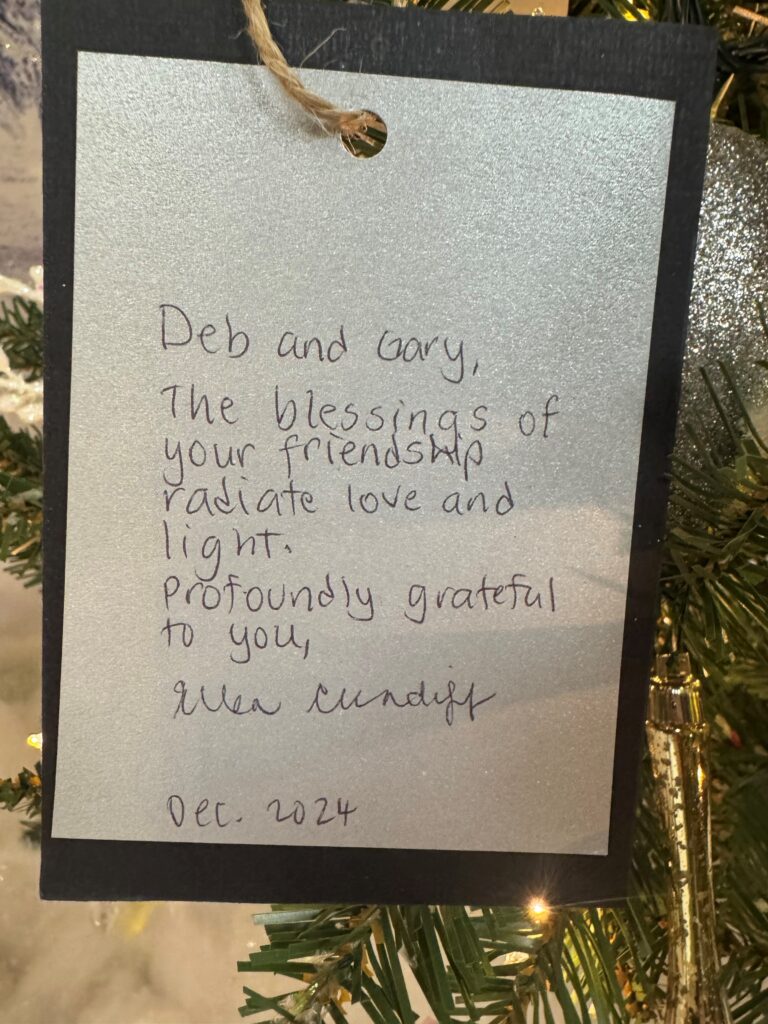 Deb and Gary,
The blessings of
your friendship
radiate love and
light.
Profoundly grateful
to you,
Ellen Cundiff
Dec. 2024